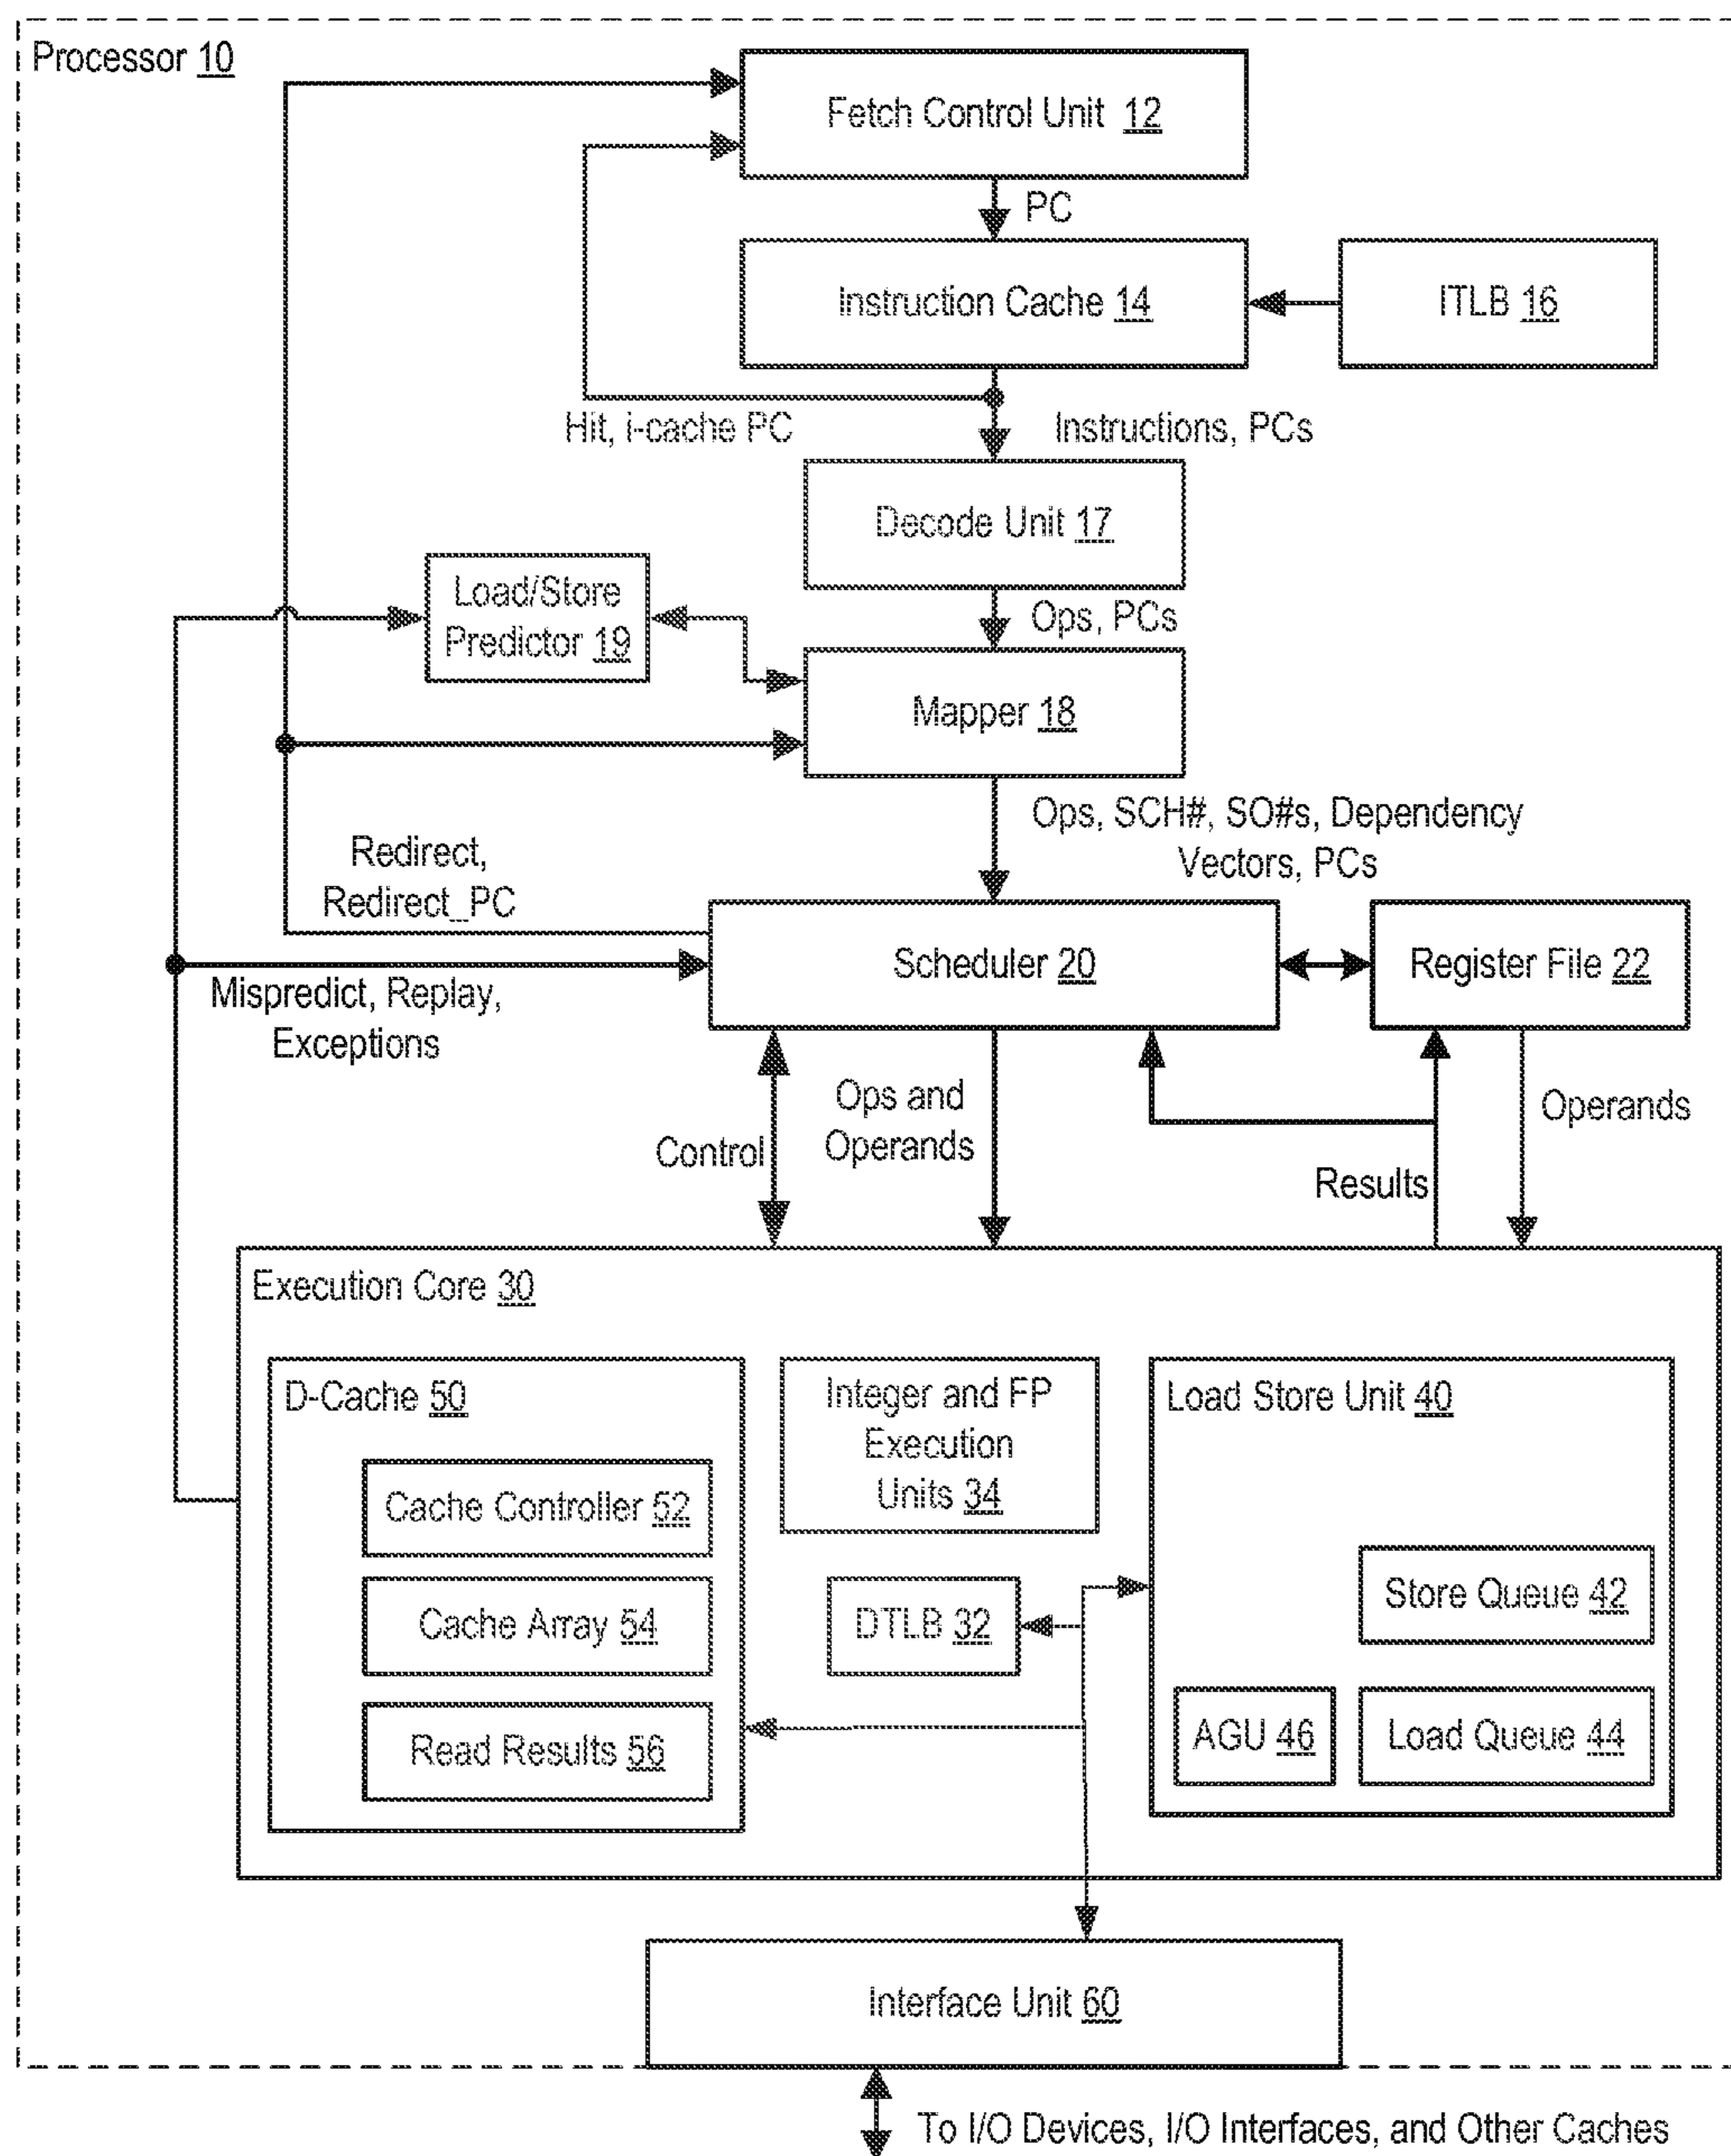 Processor 10
Fetch Control Unit 12
PC
Instruction Cache 14
ITLB 16
Hit, i-cache PC
Instructions, PCs
Decode Unit 17
Load/Store
Predictor 19
Ops, PCs
Mapper 18
Ops, SCH#, SO#s, Dependency
Vectors, PCs
Redirect,
Redirect_PC
Scheduler 20
Register File 22
Mispredict, Replay,
Exceptions
Control
Ops and
Operands
Results
Operands
Execution Core 30
D-Cache 50
Cache Controller 52
Cache Array 54
Read Results 56
Integer and FP
Execution
Units 34
DTLB 32
Load Store Unit 40
Store Queue 42
AGU 46
Load Queue 44
Interface Unit 60
To I/O Devices, I/O Interfaces, and Other Caches